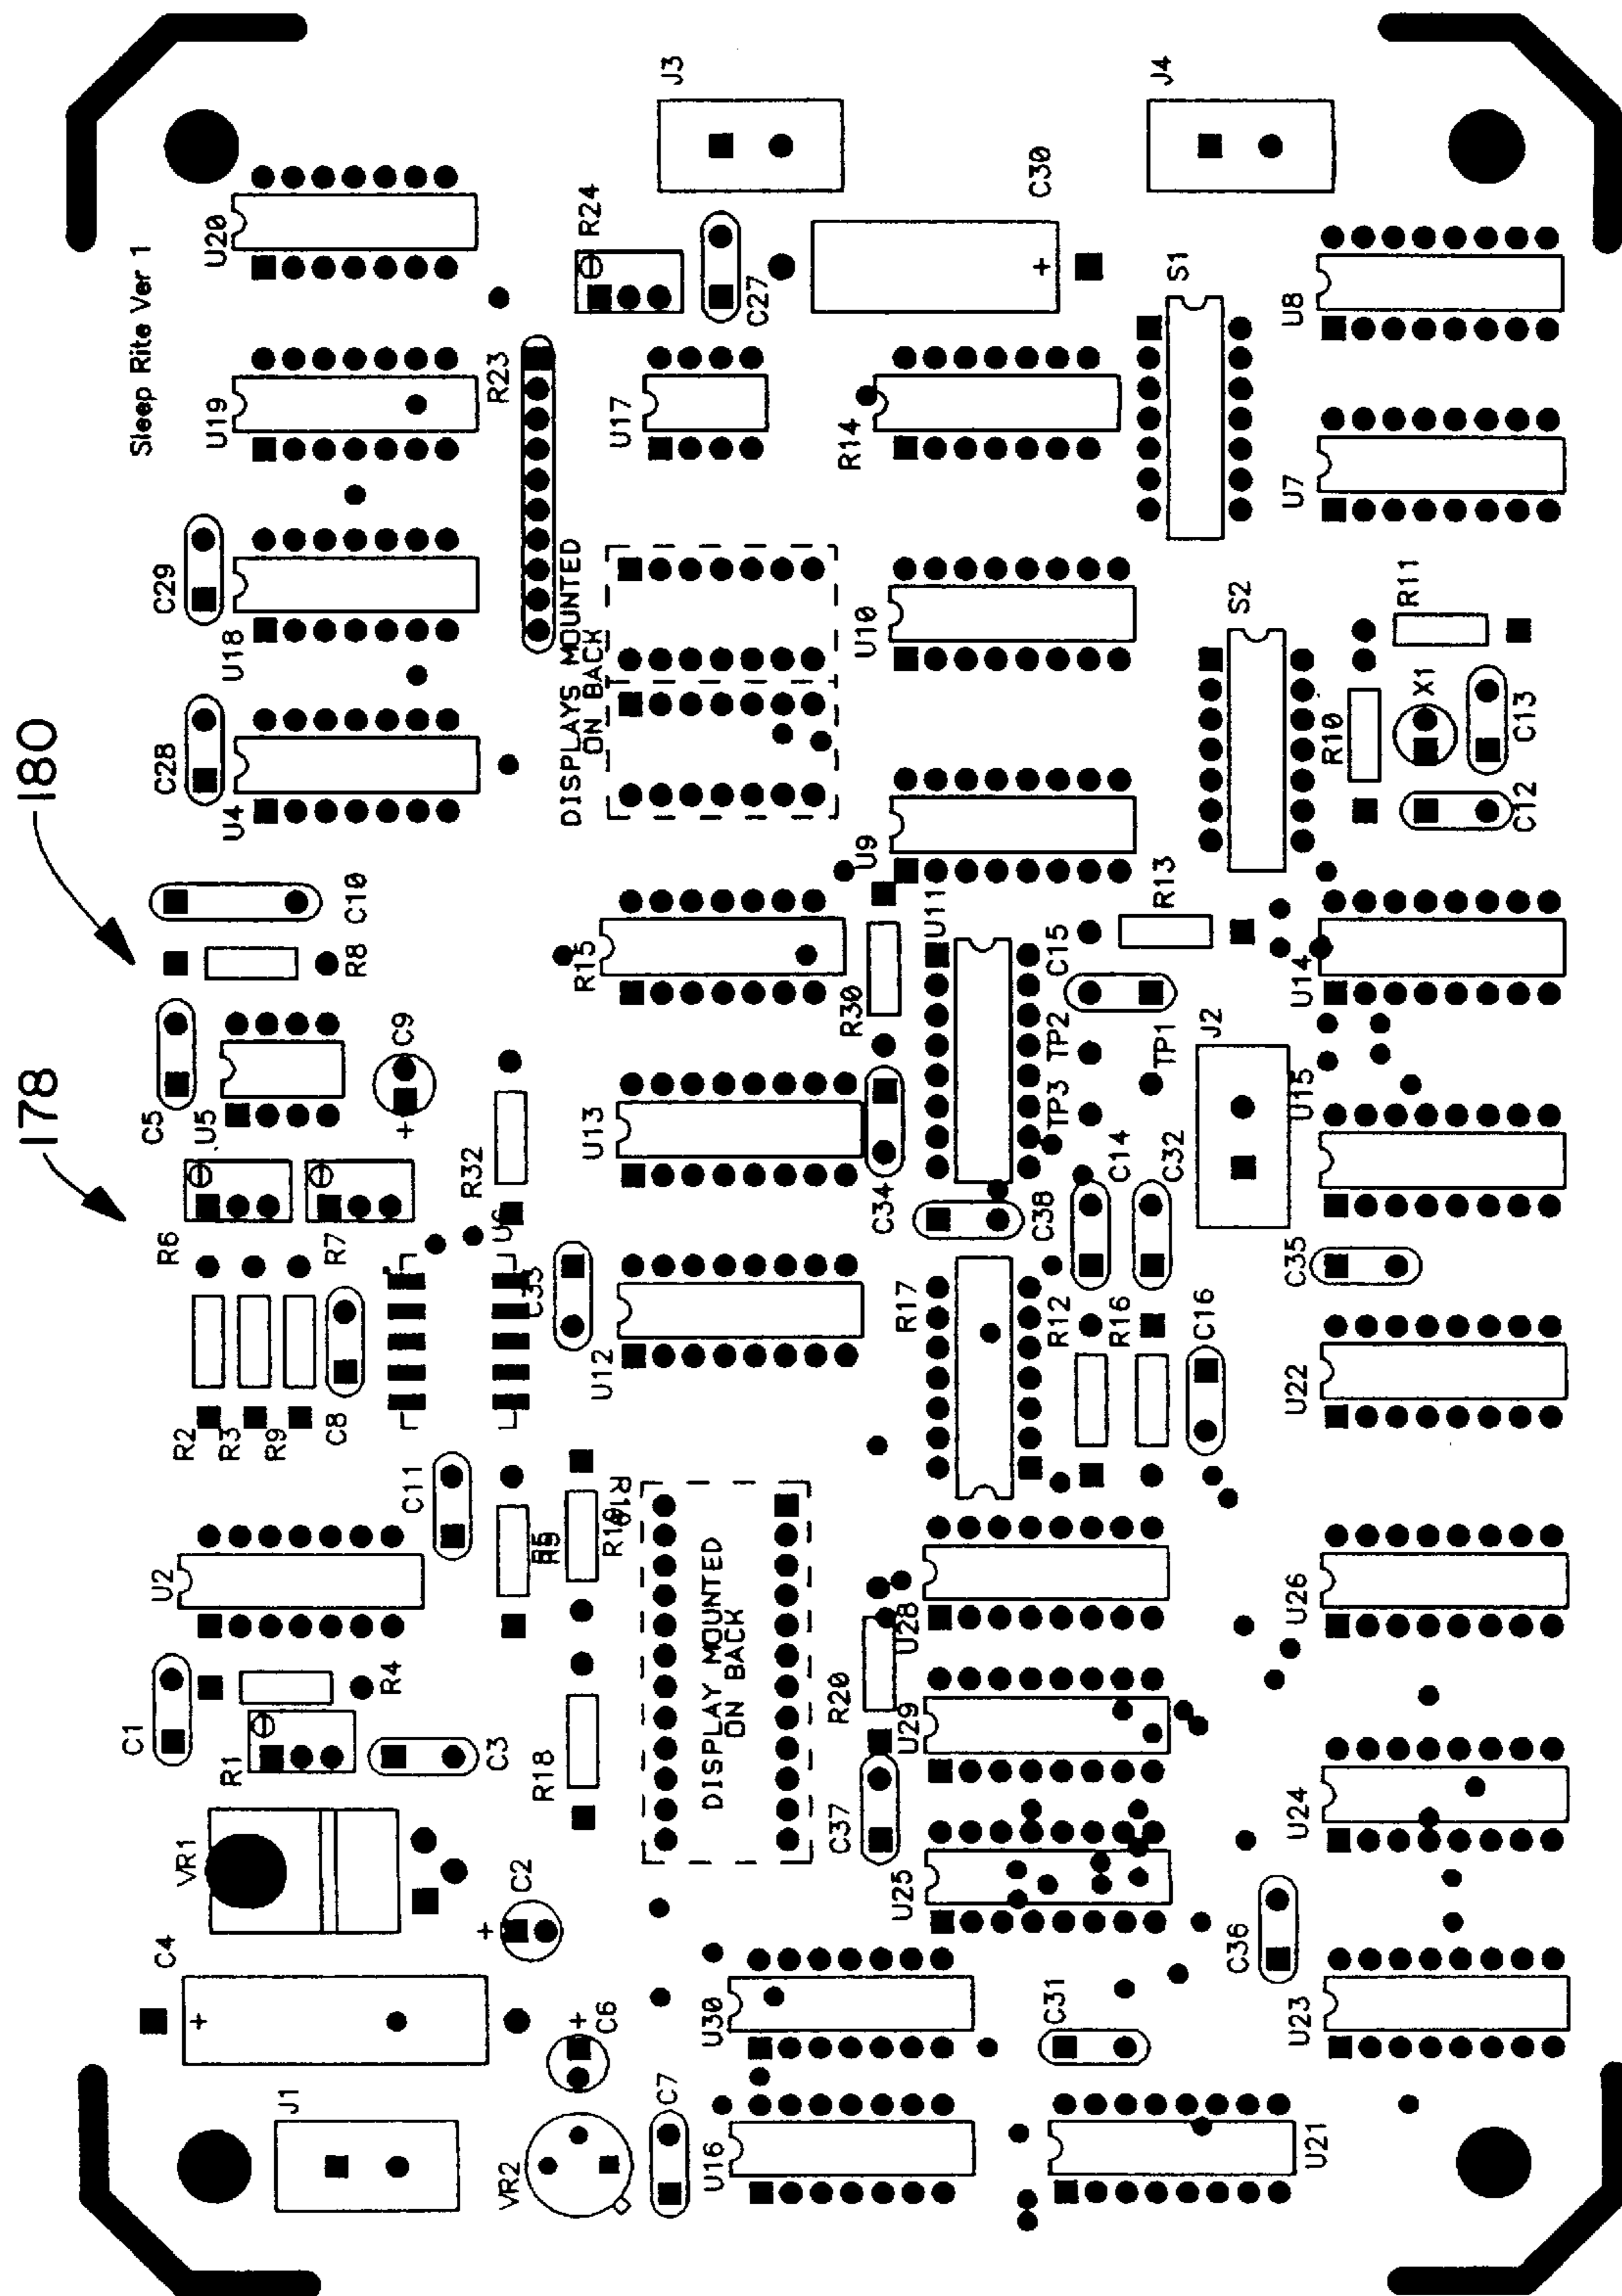 180
178
Sleep Rite Ver 1
J3
J4
U20
R24
C30
C27
S1
U8
U19
R23
U17
R14
U7
C29
U18
DISPLAYS MOUNTED
ON BACK
U10
S2
R11
C28
U4
U9
R10
X1
C13
C12
C10
R8
R15
R30
U11
C15
R13
U14
C5
U5
C9
+
R32
U13
C34
TP2
TP3
TP1
J2
U15
R6
R7
U6
C33
C38
C14
C32
C35
R2
R3
R9
C8
U12
R17
R12
R16
C16
U22
C11
U2
R5
R19
DISPLAY MOUNTED
ON BACK
U28
U26
C1
R4
R1
C3
R18
R20
U29
C37
U24
VR1
C2
+
U25
C36
C4
+
C6
+
U30
C31
U23
J1
VR2
C7
U16
U21
+